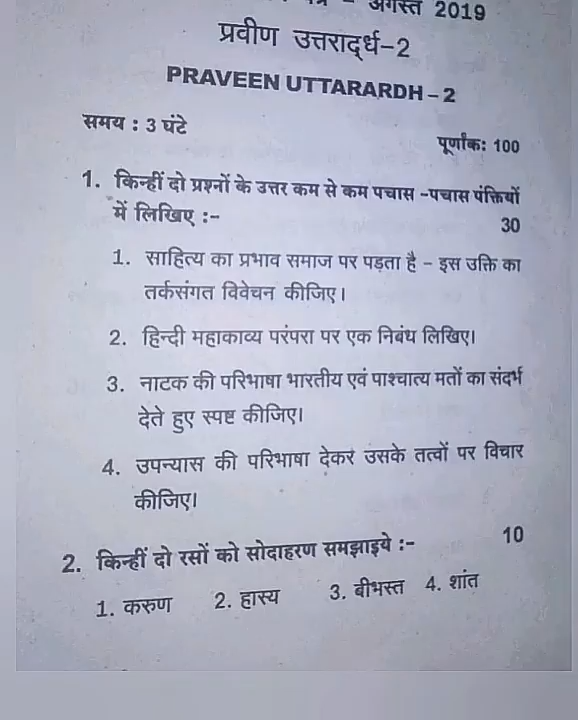 अगस्त 2019
प्रवीण उत्तरार्द्ध-2
PRAVEEN UTTARARDH – 2
समय : 3 घंटे
पूर्णांक: 100
1. किन्हीं दो प्रश्नों के उत्तर कम से कम पचास -पचास पंक्तियों
में लिखिए :- 30
1. साहित्य का प्रभाव समाज पर पड़ता है – इस उक्ति का
तर्कसंगत विवेचन कीजिए।
2. हिन्दी महाकाव्य परंपरा पर एक निबंध लिखिए।
3. नाटक की परिभाषा भारतीय एवं पाश्चात्य मतों का संदर्भ
देते हुए स्पष्ट कीजिए।
4. उपन्यास की परिभाषा देकर उसके तत्वों पर विचार
कीजिए।
2. किन्हीं दो रसों को सोदाहरण समझाइये :- 10
1. करुण 2. हास्य 3. बीभस्त 4. शांत